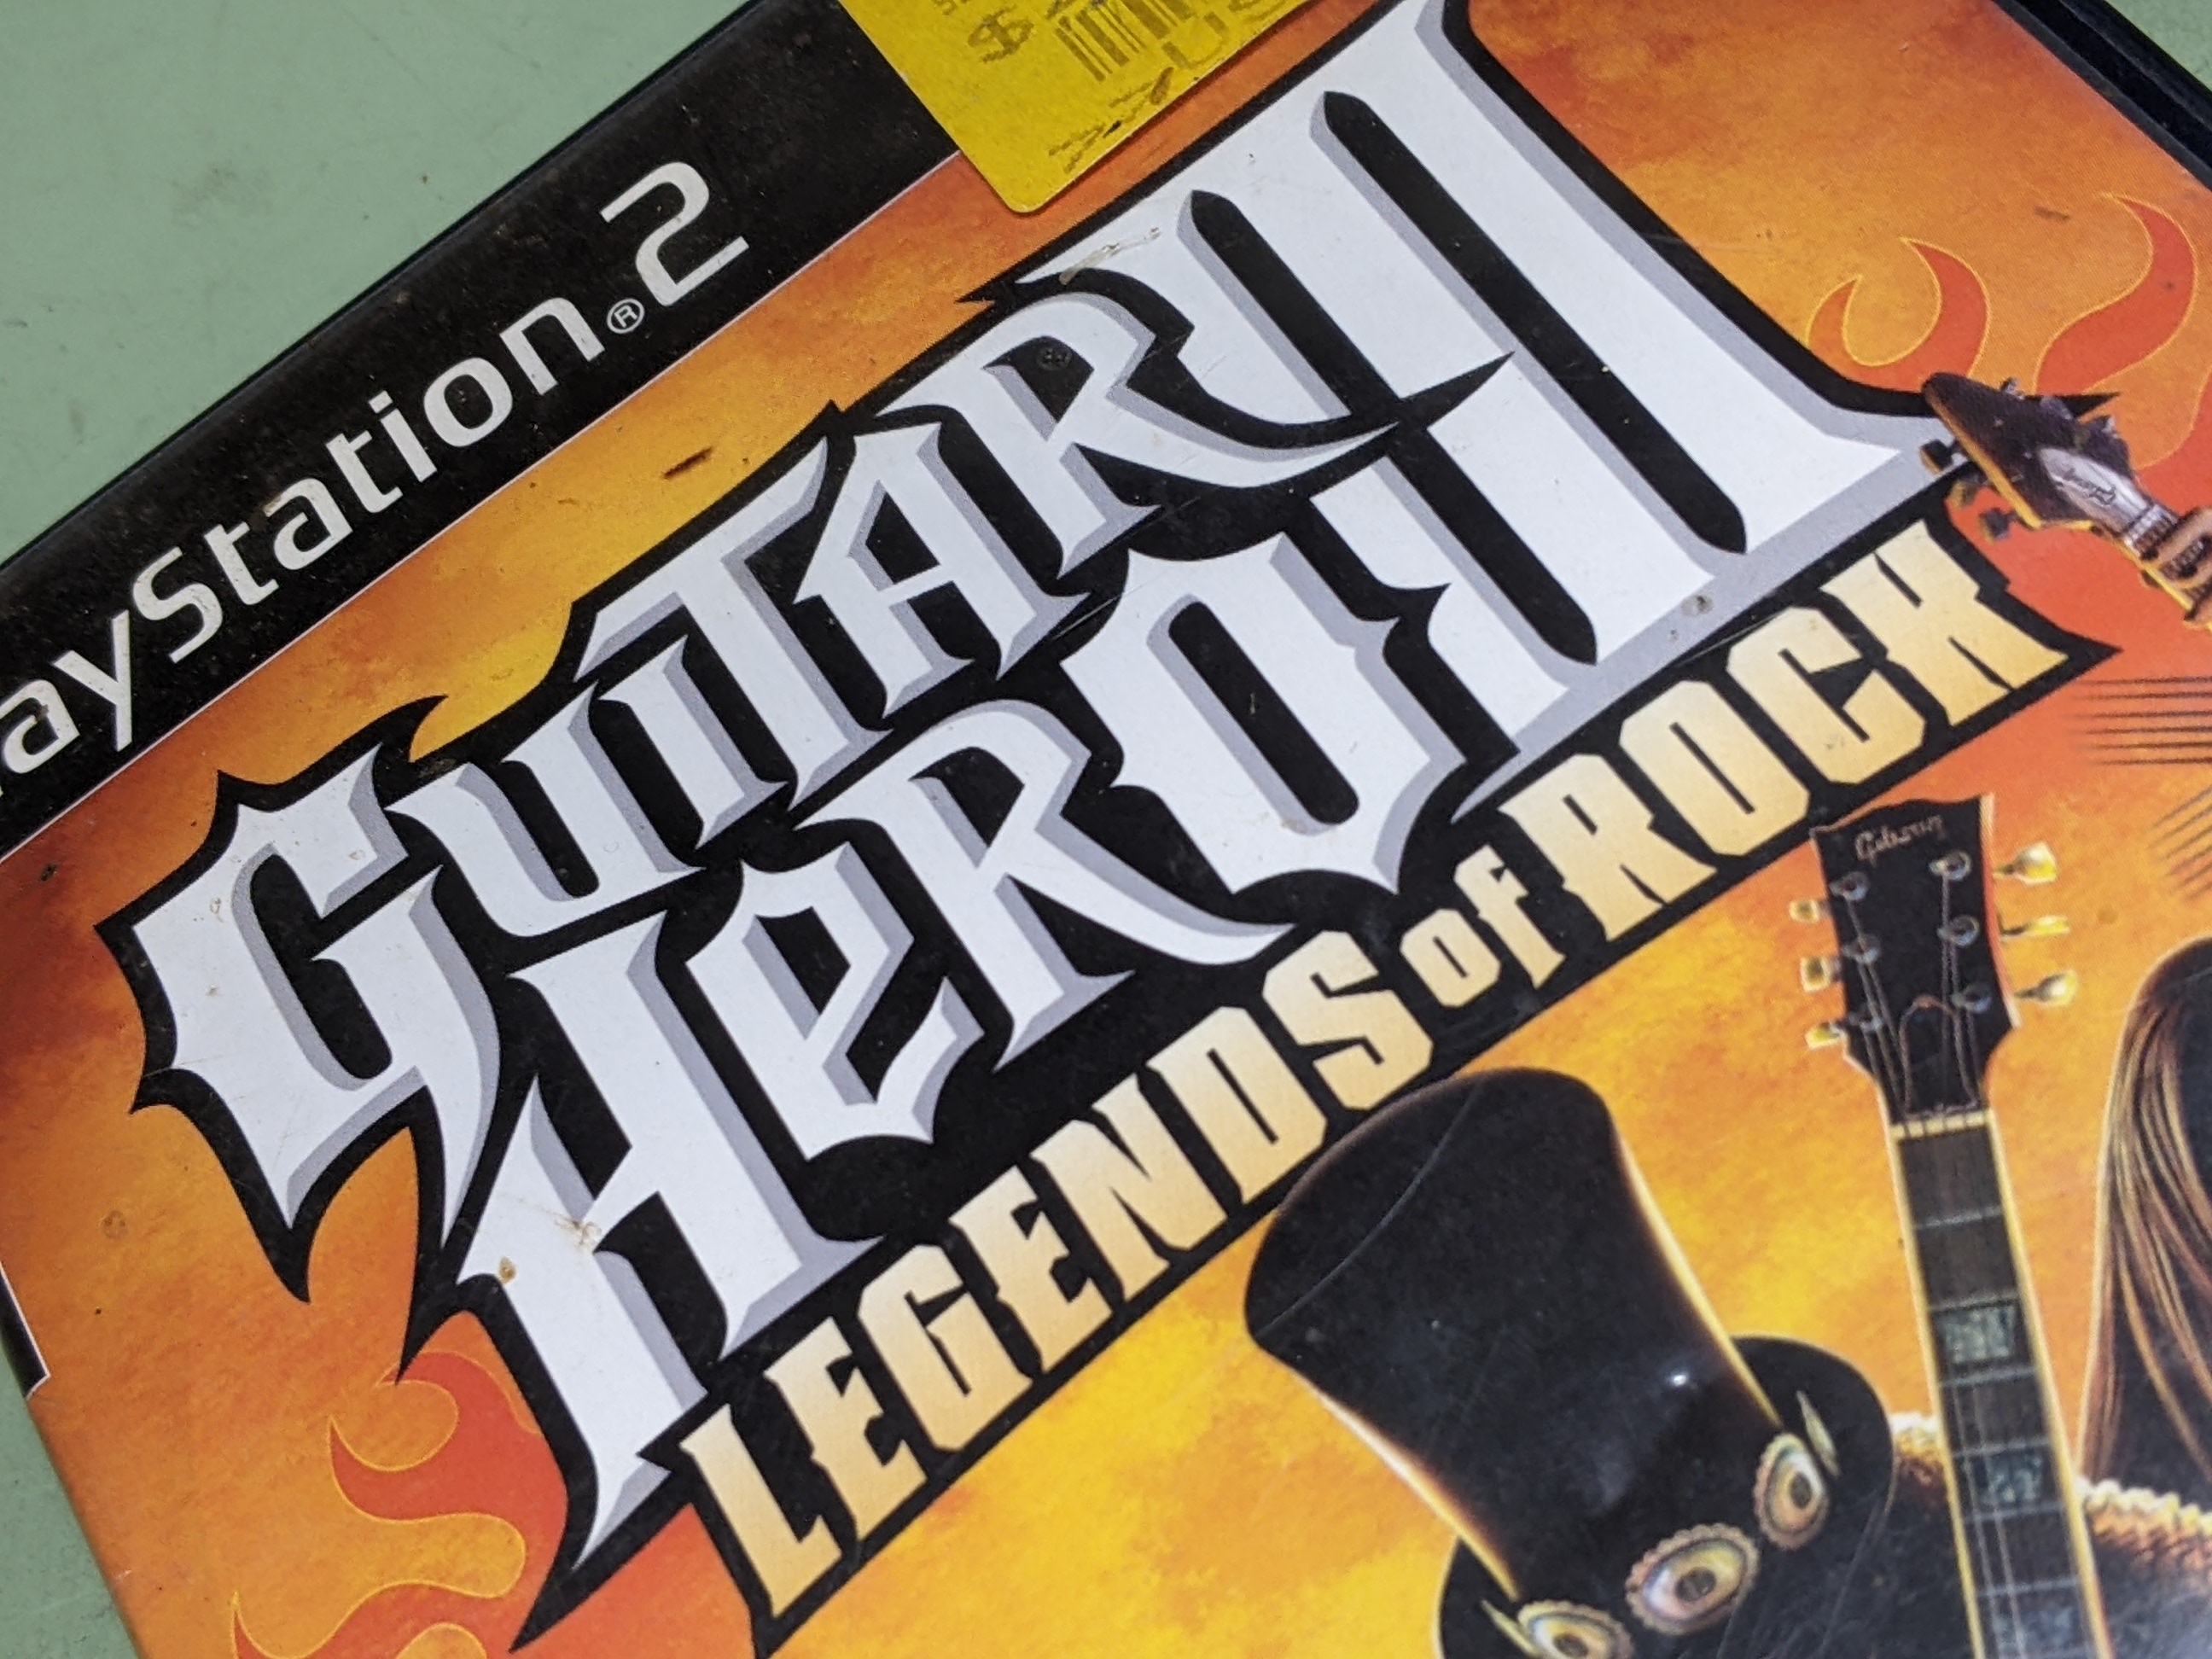 PlayStation®2
$
GUITAR
HERO III
LEGENDS of ROCK
Gibson